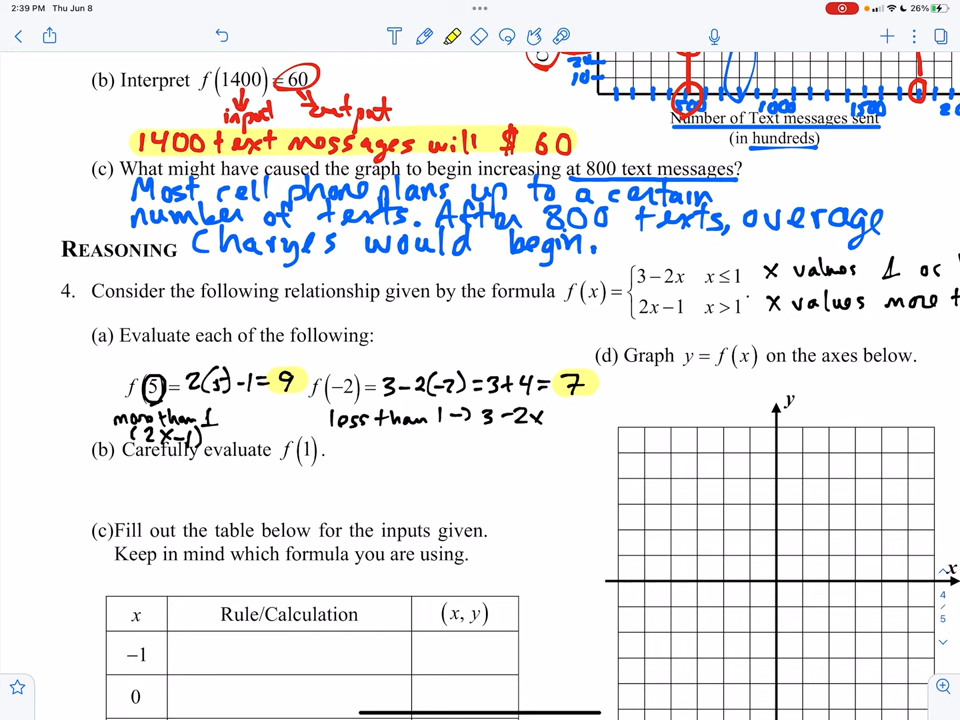 2:39 PM Thu Jun 8
26%
(b) Interpret f(1400) = 60
input output
1400 text messages will $ 60
Number of Text messages sent
(in hundreds)
(c) What might have caused the graph to begin increasing at 800 text messages?
Most cell phone plans up to a certain
number of texts. After 800 texts, overage
charges would begin.
REASONING
4. Consider the following relationship given by the formula f(x) = { 3 − 2x x ≤ 1 x values 1 or
2x − 1 x > 1 . x values more
(a) Evaluate each of the following:
(d) Graph y = f(x) on the axes below.
f(5) = 2(5) - 1 = 9 f(−2) = 3 - 2(-2) = 3 + 4 = 7
more than 1 less than 1 → 3 - 2x
(2x - 1)
(b) Carefully evaluate f(1).
(c)Fill out the table below for the inputs given.
Keep in mind which formula you are using.
x Rule/Calculation (x, y)
−1
0
y
x
4
/
5
10
500 1000 1500